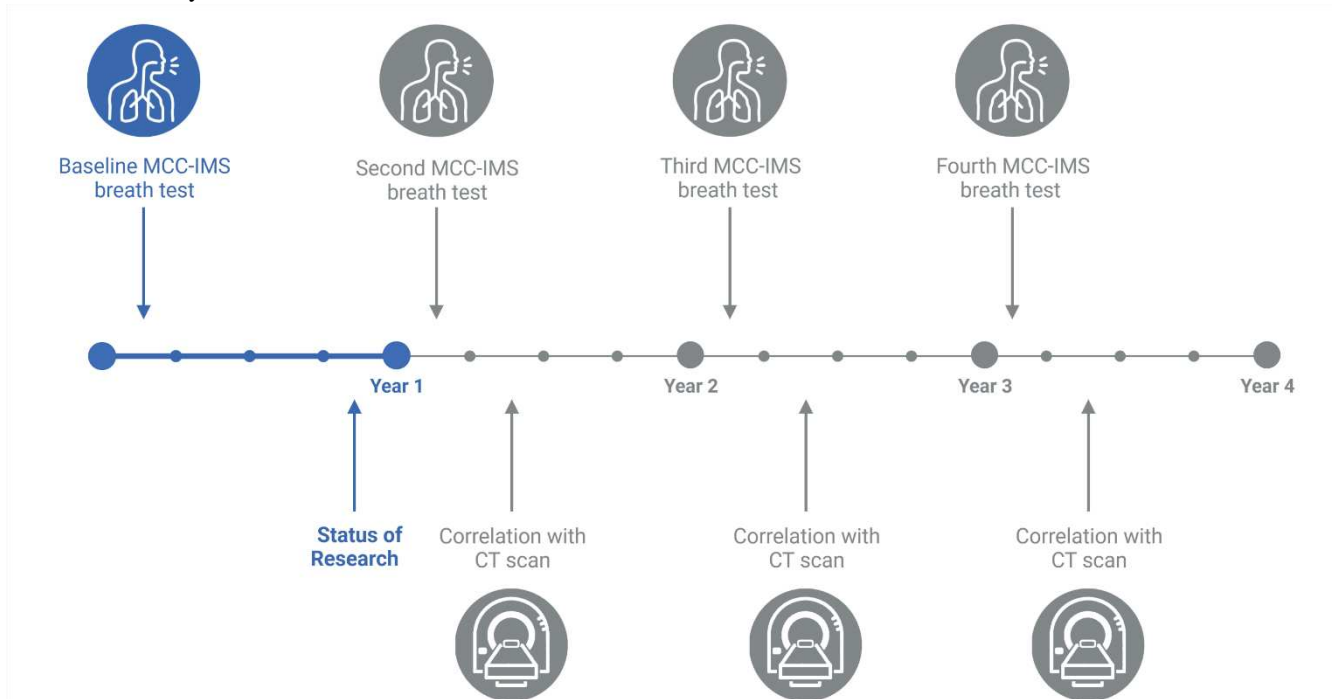 Baseline MCC-IMS
breath test
Second MCC-IMS
breath test
Third MCC-IMS
breath test
Fourth MCC-IMS
breath test
Year 1
Year 2
Year 3
Year 4
Status of
Research
Correlation with
CT scan
Correlation with
CT scan
Correlation with
CT scan